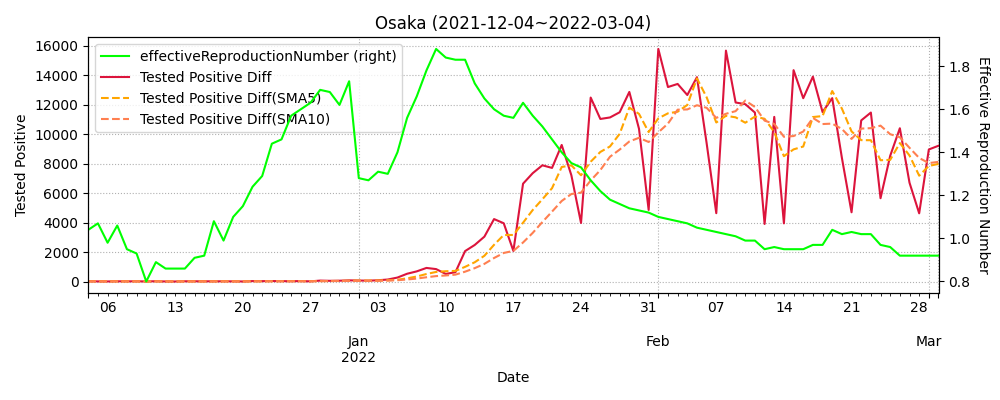 Osaka (2021-12-04~2022-03-04)
effectiveReproductionNumber (right)
Tested Positive Diff
Tested Positive Diff(SMA5)
Tested Positive Diff(SMA10)
Tested Positive
16000
14000
12000
10000
8000
6000
4000
2000
0
Effective Reproduction Number
1.8
1.6
1.4
1.2
1.0
0.8
06 13 20 27 03 10 17 24 31 07 14 21 28
Jan Feb Mar
2022
Date